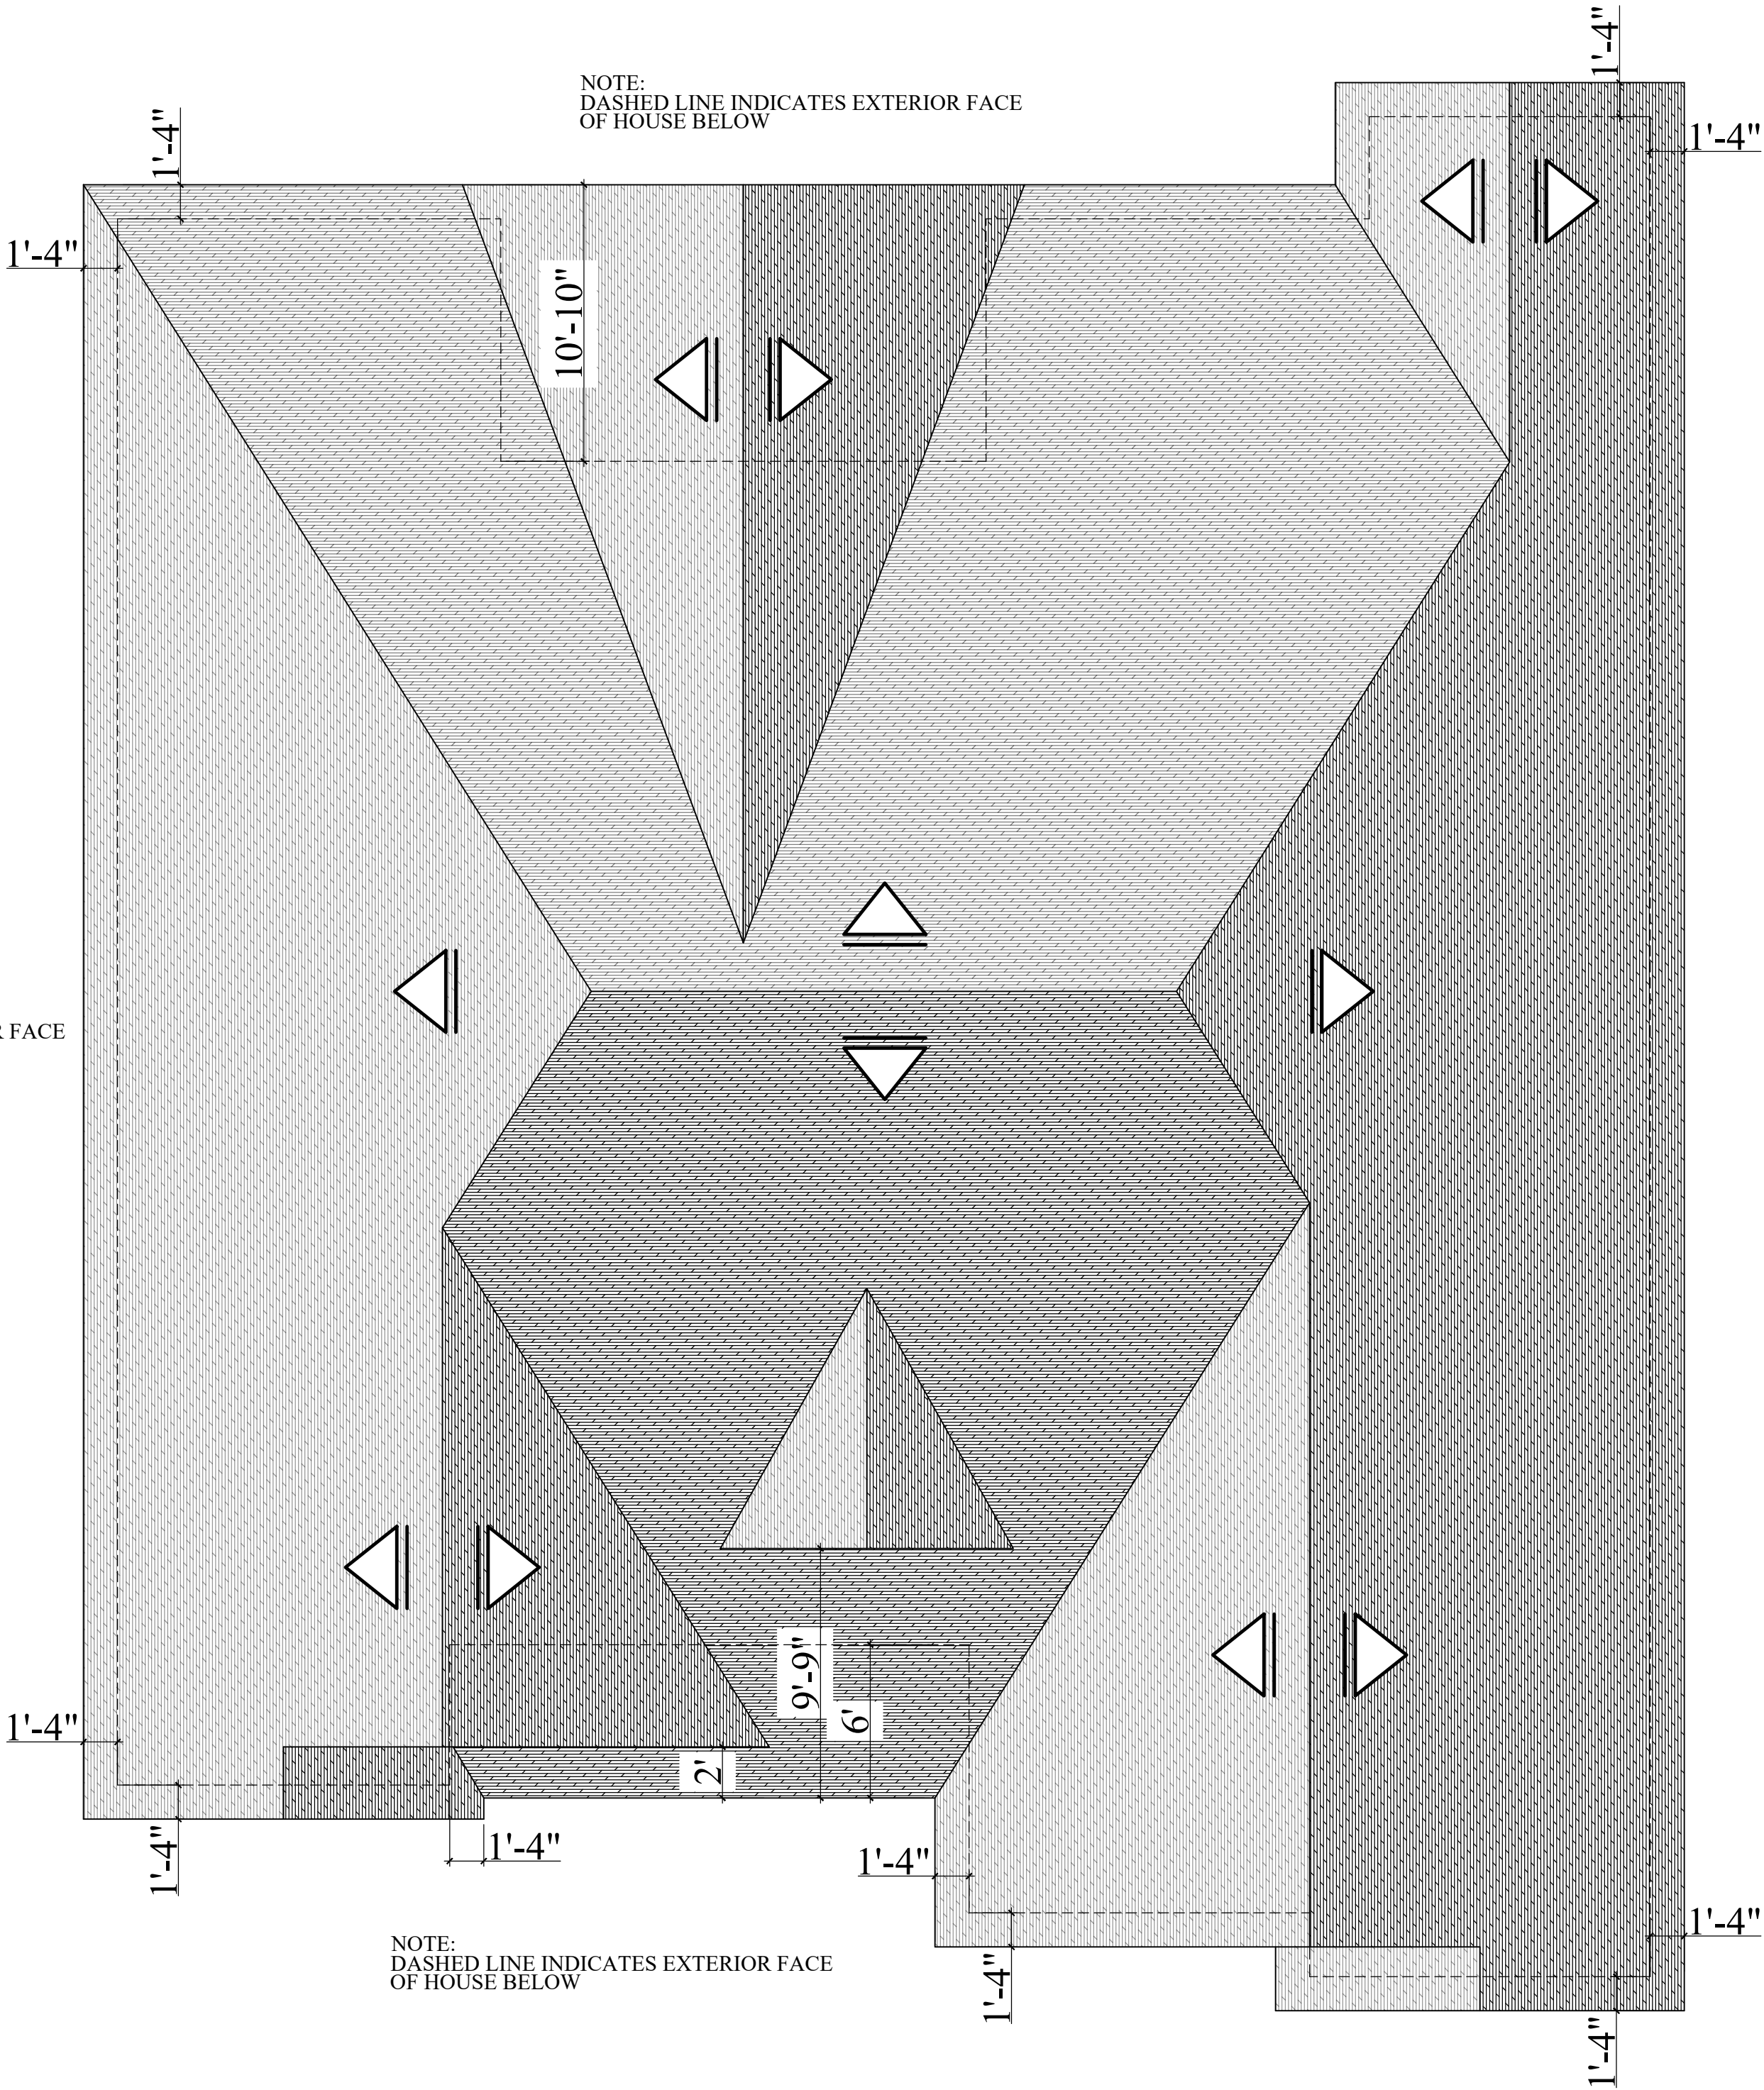 1'-4"
NOTE:
DASHED LINE INDICATES EXTERIOR FACE
OF HOUSE BELOW
1'-4"
1'-4"
1'-4"
10'-10"
FACE
9'-9"
6'
1'-4"
2'
1'-4"
1'-4"
1'-4"
1'-4"
NOTE:
DASHED LINE INDICATES EXTERIOR FACE
OF HOUSE BELOW
1'-4"
1'-4"